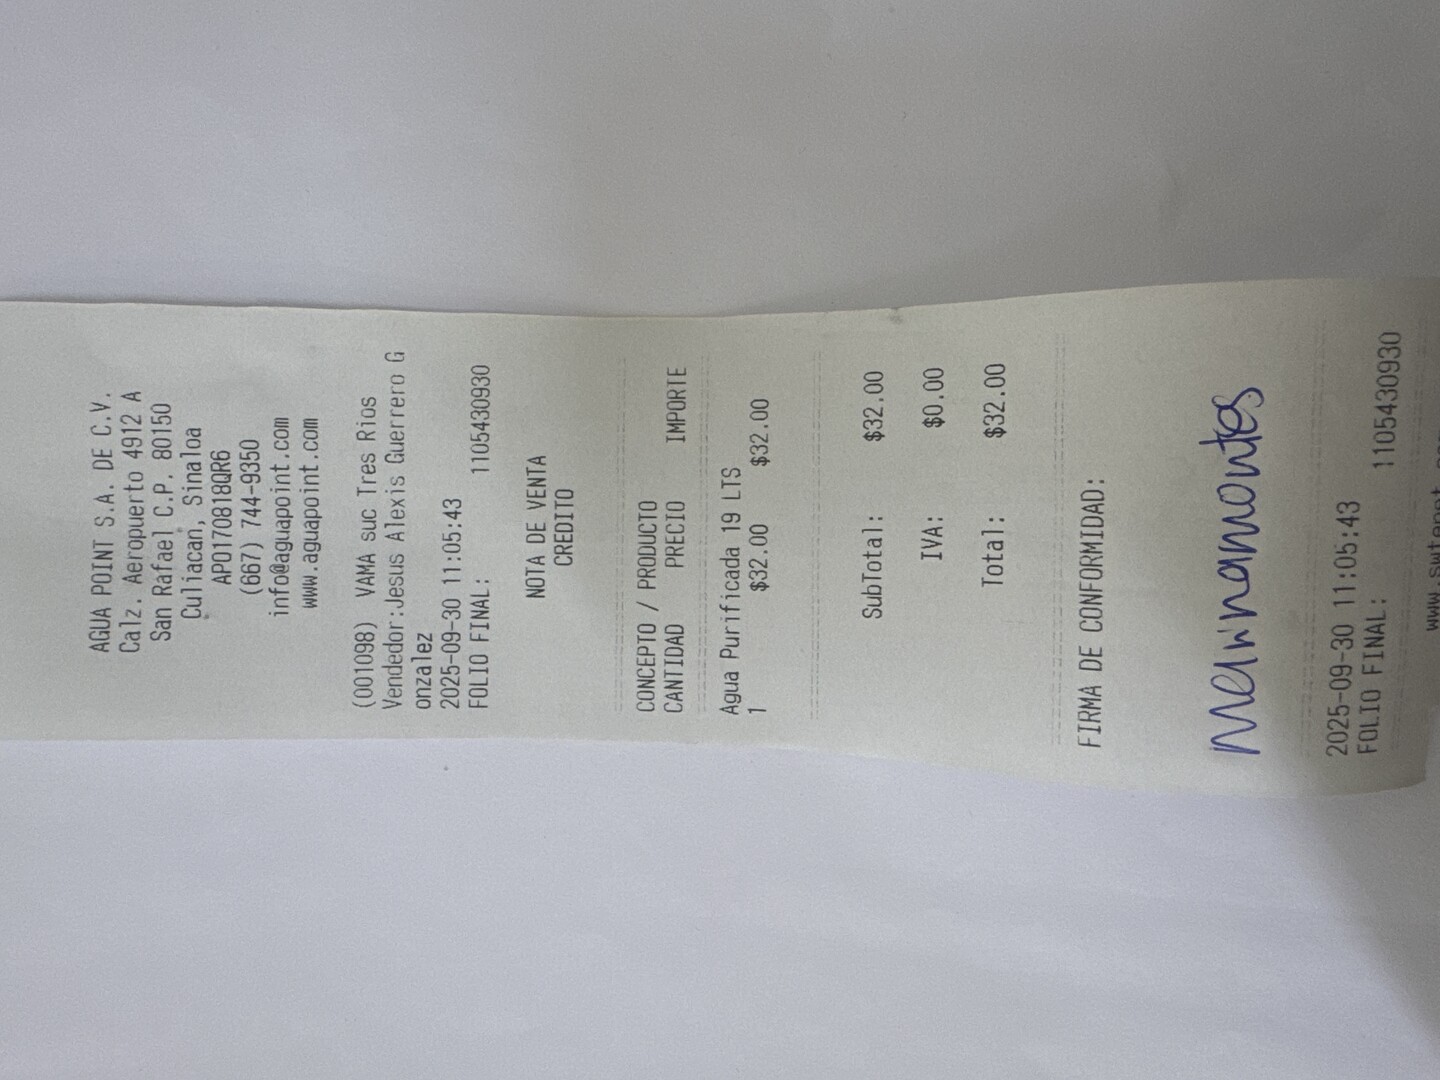 AGUA POINT S.A. DE C.V.
Calz. Aeropuerto 4912 A
San Rafael C.P. 80150
Culiacan, Sinaloa
APO170818QR6
(667) 744-9350
info@aguapoint.com
www.aguapoint.com
(001098) VAMA suc Tres Rios
Vendedor:Jesus Alexis Guerrero G
onzalez
2025-09-30 11:05:43
FOLIO FINAL: 1105430930
NOTA DE VENTA
CREDITO
CONCEPTO / PRODUCTO
CANTIDAD PRECIO IMPORTE
Agua Purificada 19 LTS
1 $32.00 $32.00
SubTotal: $32.00
IVA: $0.00
Total: $32.00
FIRMA DE CONFORMIDAD:
2025-09-30 11:05:43
FOLIO FINAL: 1105430930